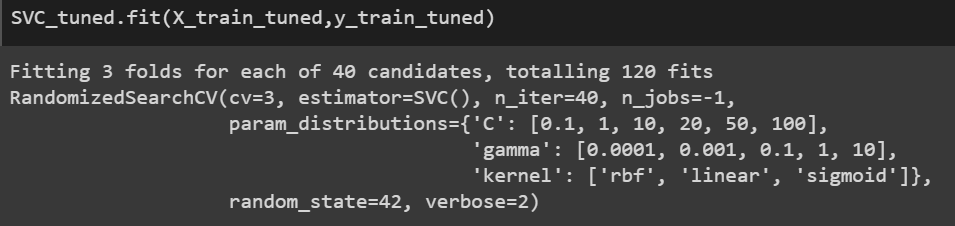 SVC_tuned.fit(X_train_tuned,y_train_tuned)
Fitting 3 folds for each of 40 candidates, totalling 120 fits
RandomizedSearchCV(cv=3, estimator=SVC(), n_iter=40, n_jobs=-1,
param_distributions={'C': [0.1, 1, 10, 20, 50, 100],
'gamma': [0.0001, 0.001, 0.1, 1, 10],
'kernel': ['rbf', 'linear', 'sigmoid']},
random_state=42, verbose=2)